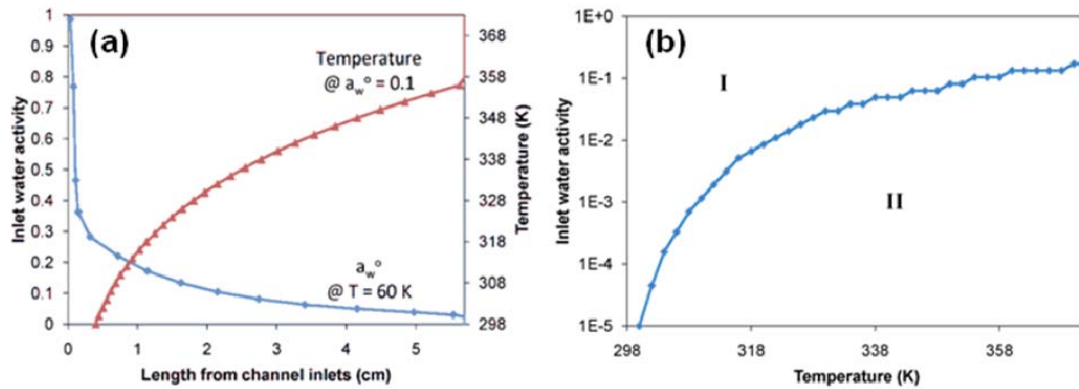 (a)
Inlet water activity
1
0.9
0.8
0.7
0.6
0.5
0.4
0.3
0.2
0.1
0
Temperature
@ a_w° = 0.1
a_w°
@ T = 60 K
368
358
348
338
328
318
308
298
Temperature (K)
0 1 2 3 4 5
Length from channel inlets (cm)
(b)
Inlet water activity
1E+0
1E-1
1E-2
1E-3
1E-4
1E-5
I
II
298 318 338 358
Temperature (K)